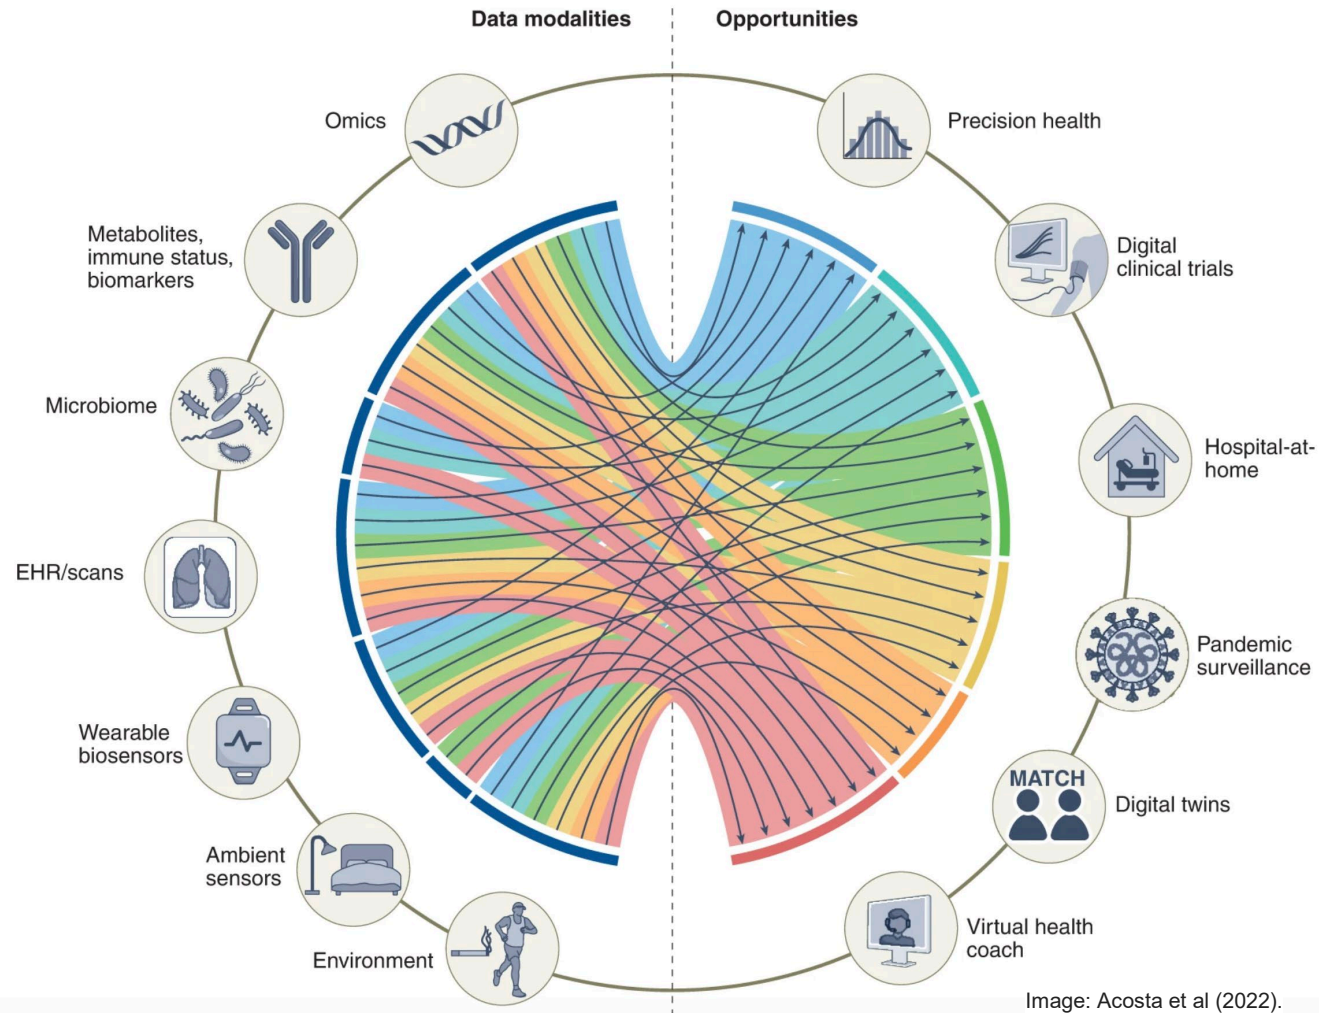 Data modalities
Opportunities
Omics
Metabolites,
immune status,
biomarkers
Microbiome
EHR/scans
Wearable
biosensors
Ambient
sensors
Environment
Precision health
Digital
clinical trials
Hospital-at-
home
Pandemic
surveillance
MATCH
Digital twins
Virtual health
coach
Image: Acosta et al (2022).